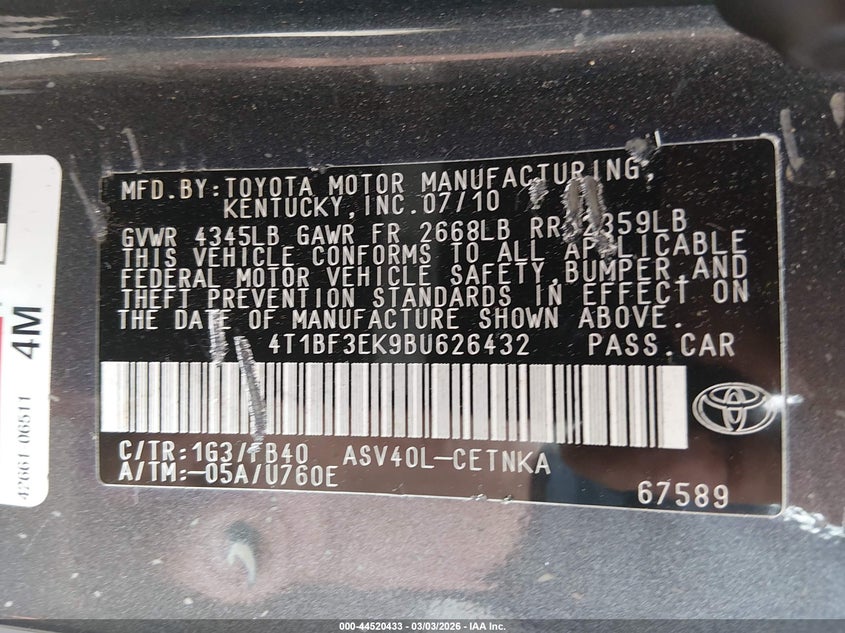 MFD. BY: TOYOTA MOTOR MANUFACTURING,
KENTUCKY, INC. 07/10
GVWR 4345LB GAWR FR 2668LB RR 2359LB
THIS VEHICLE CONFORMS TO ALL APPLICABLE
FEDERAL MOTOR VEHICLE SAFETY, BUMPER, AND
THEFT PREVENTION STANDARDS IN EFFECT ON
THE DATE OF MANUFACTURE SHOWN ABOVE.
4T1BF3EK9BU626432 PASS. CAR
C/TR: 1G3/FB40 ASV40L-CETNKA
A/TM: -05A/U760E
67589
4M
42661 06511
000-44520433 - 03/03/2026 - IAA Inc.